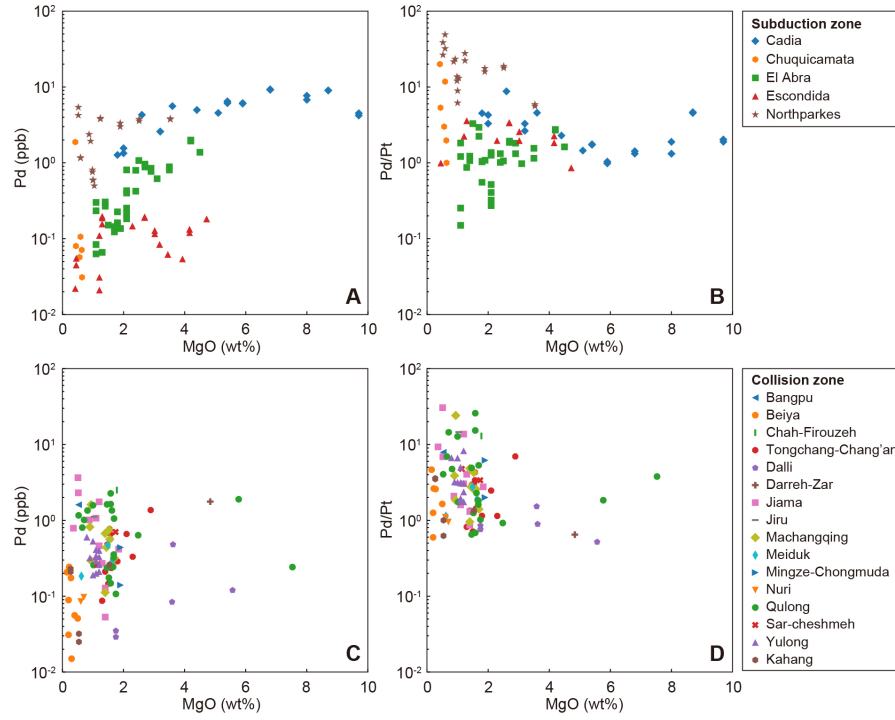 Pd (ppb)
10²
10¹
10⁰
10⁻¹
10⁻²
0
2
4
6
8
10
MgO (wt%)
A
Pd/Pt
10²
10¹
10⁰
10⁻¹
10⁻²
0
2
4
6
8
10
MgO (wt%)
B
Subduction zone
Cadia
Chuquicamata
El Abra
Escondida
Northparkes
Pd (ppb)
10²
10¹
10⁰
10⁻¹
10⁻²
0
2
4
6
8
10
MgO (wt%)
C
Pd/Pt
10²
10¹
10⁰
10⁻¹
10⁻²
0
2
4
6
8
10
MgO (wt%)
D
Collision zone
Bangpu
Beiya
Chah-Firouzeh
Tongchang-Chang'an
Dalli
Darreh-Zar
Jiama
Jiru
Machangqing
Meiduk
Mingze-Chongmuda
Nuri
Qulong
Sar-cheshmeh
Yulong
Kahang